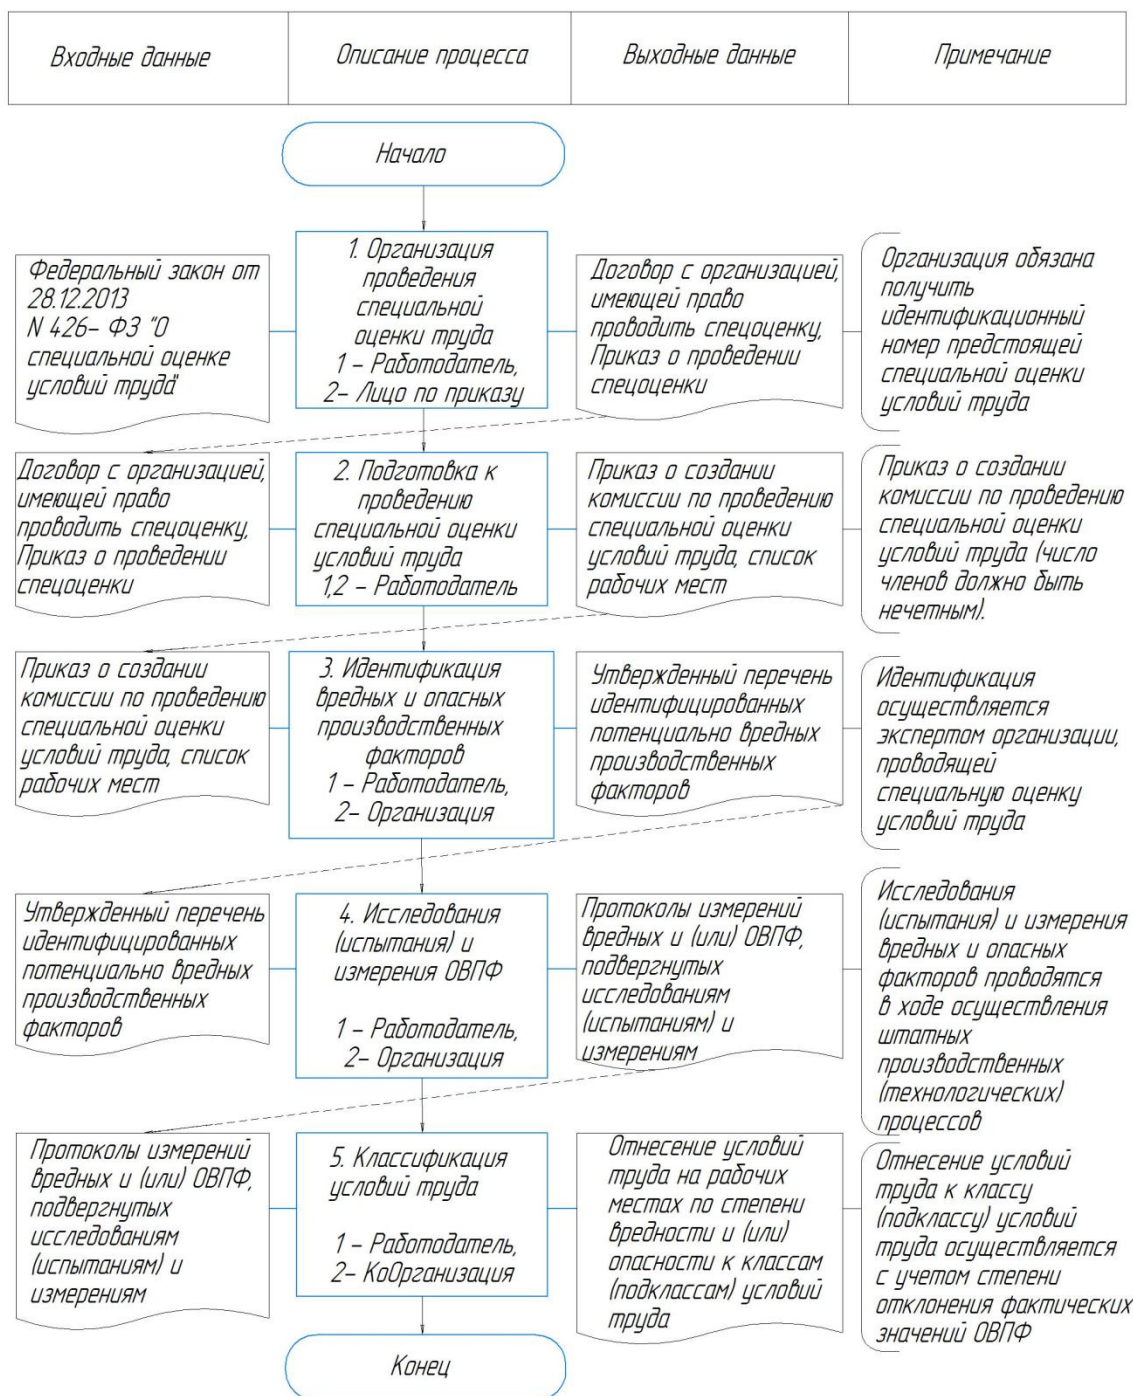 Входные данные
Описание процесса
Выходные данные
Примечание
Начало
Федеральный закон от
28.12.2013
N 426– ФЗ "О
специальной оценке
условий труда"
1. Организация
проведения
специальной
оценки труда
1 – Работодатель,
2– Лицо по приказу
Договор с организацией,
имеющей право
проводить спецоценку,
Приказ о проведении
спецоценки
Организация обязана
получить
идентификационный
номер предстоящей
специальной оценки
условий труда
Договор с организацией,
имеющей право
проводить спецоценку,
Приказ о проведении
спецоценки
2. Подготовка к
проведению
специальной оценки
условий труда
1,2 – Работодатель
Приказ о создании
комиссии по проведению
специальной оценки
условий труда, список
рабочих мест
Приказ о создании
комиссии по проведению
специальной оценки
условий труда (число
членов должно быть
нечетным).
Приказ о создании
комиссии по проведению
специальной оценки
условий труда, список
рабочих мест
3. Идентификация
вредных и опасных
производственных
факторов
1 – Работодатель,
2– Организация
Утвержденный перечень
идентифицированных
потенциально вредных
производственных
факторов
Идентификация
осуществляется
экспертом организации,
проводящей
специальную оценку
условий труда
Утвержденный перечень
идентифицированных
потенциально вредных
производственных
факторов
4. Исследования
(испытания) и
измерения ОВПФ
1 – Работодатель,
2– Организация
Протоколы измерений
вредных и (или) ОВПФ,
подвергнутых
исследованиям
(испытаниям) и
измерениям
Исследования
(испытания) и измерения
вредных и опасных
факторов проводятся
в ходе осуществления
штатных
производственных
(технологических)
процессов
Протоколы измерений
вредных и (или) ОВПФ,
подвергнутых
исследованиям
(испытаниям) и
измерениям
5. Классификация
условий труда
1 – Работодатель,
2– КоОрганизация
Отнесение условий
труда на рабочих
местах по степени
вредности и (или)
опасности к классам
(подклассам) условий
труда
Отнесение условий
труда к классу
(подклассу) условий
труда осуществляется
с учетом степени
отклонения фактических
значений ОВПФ
Конец